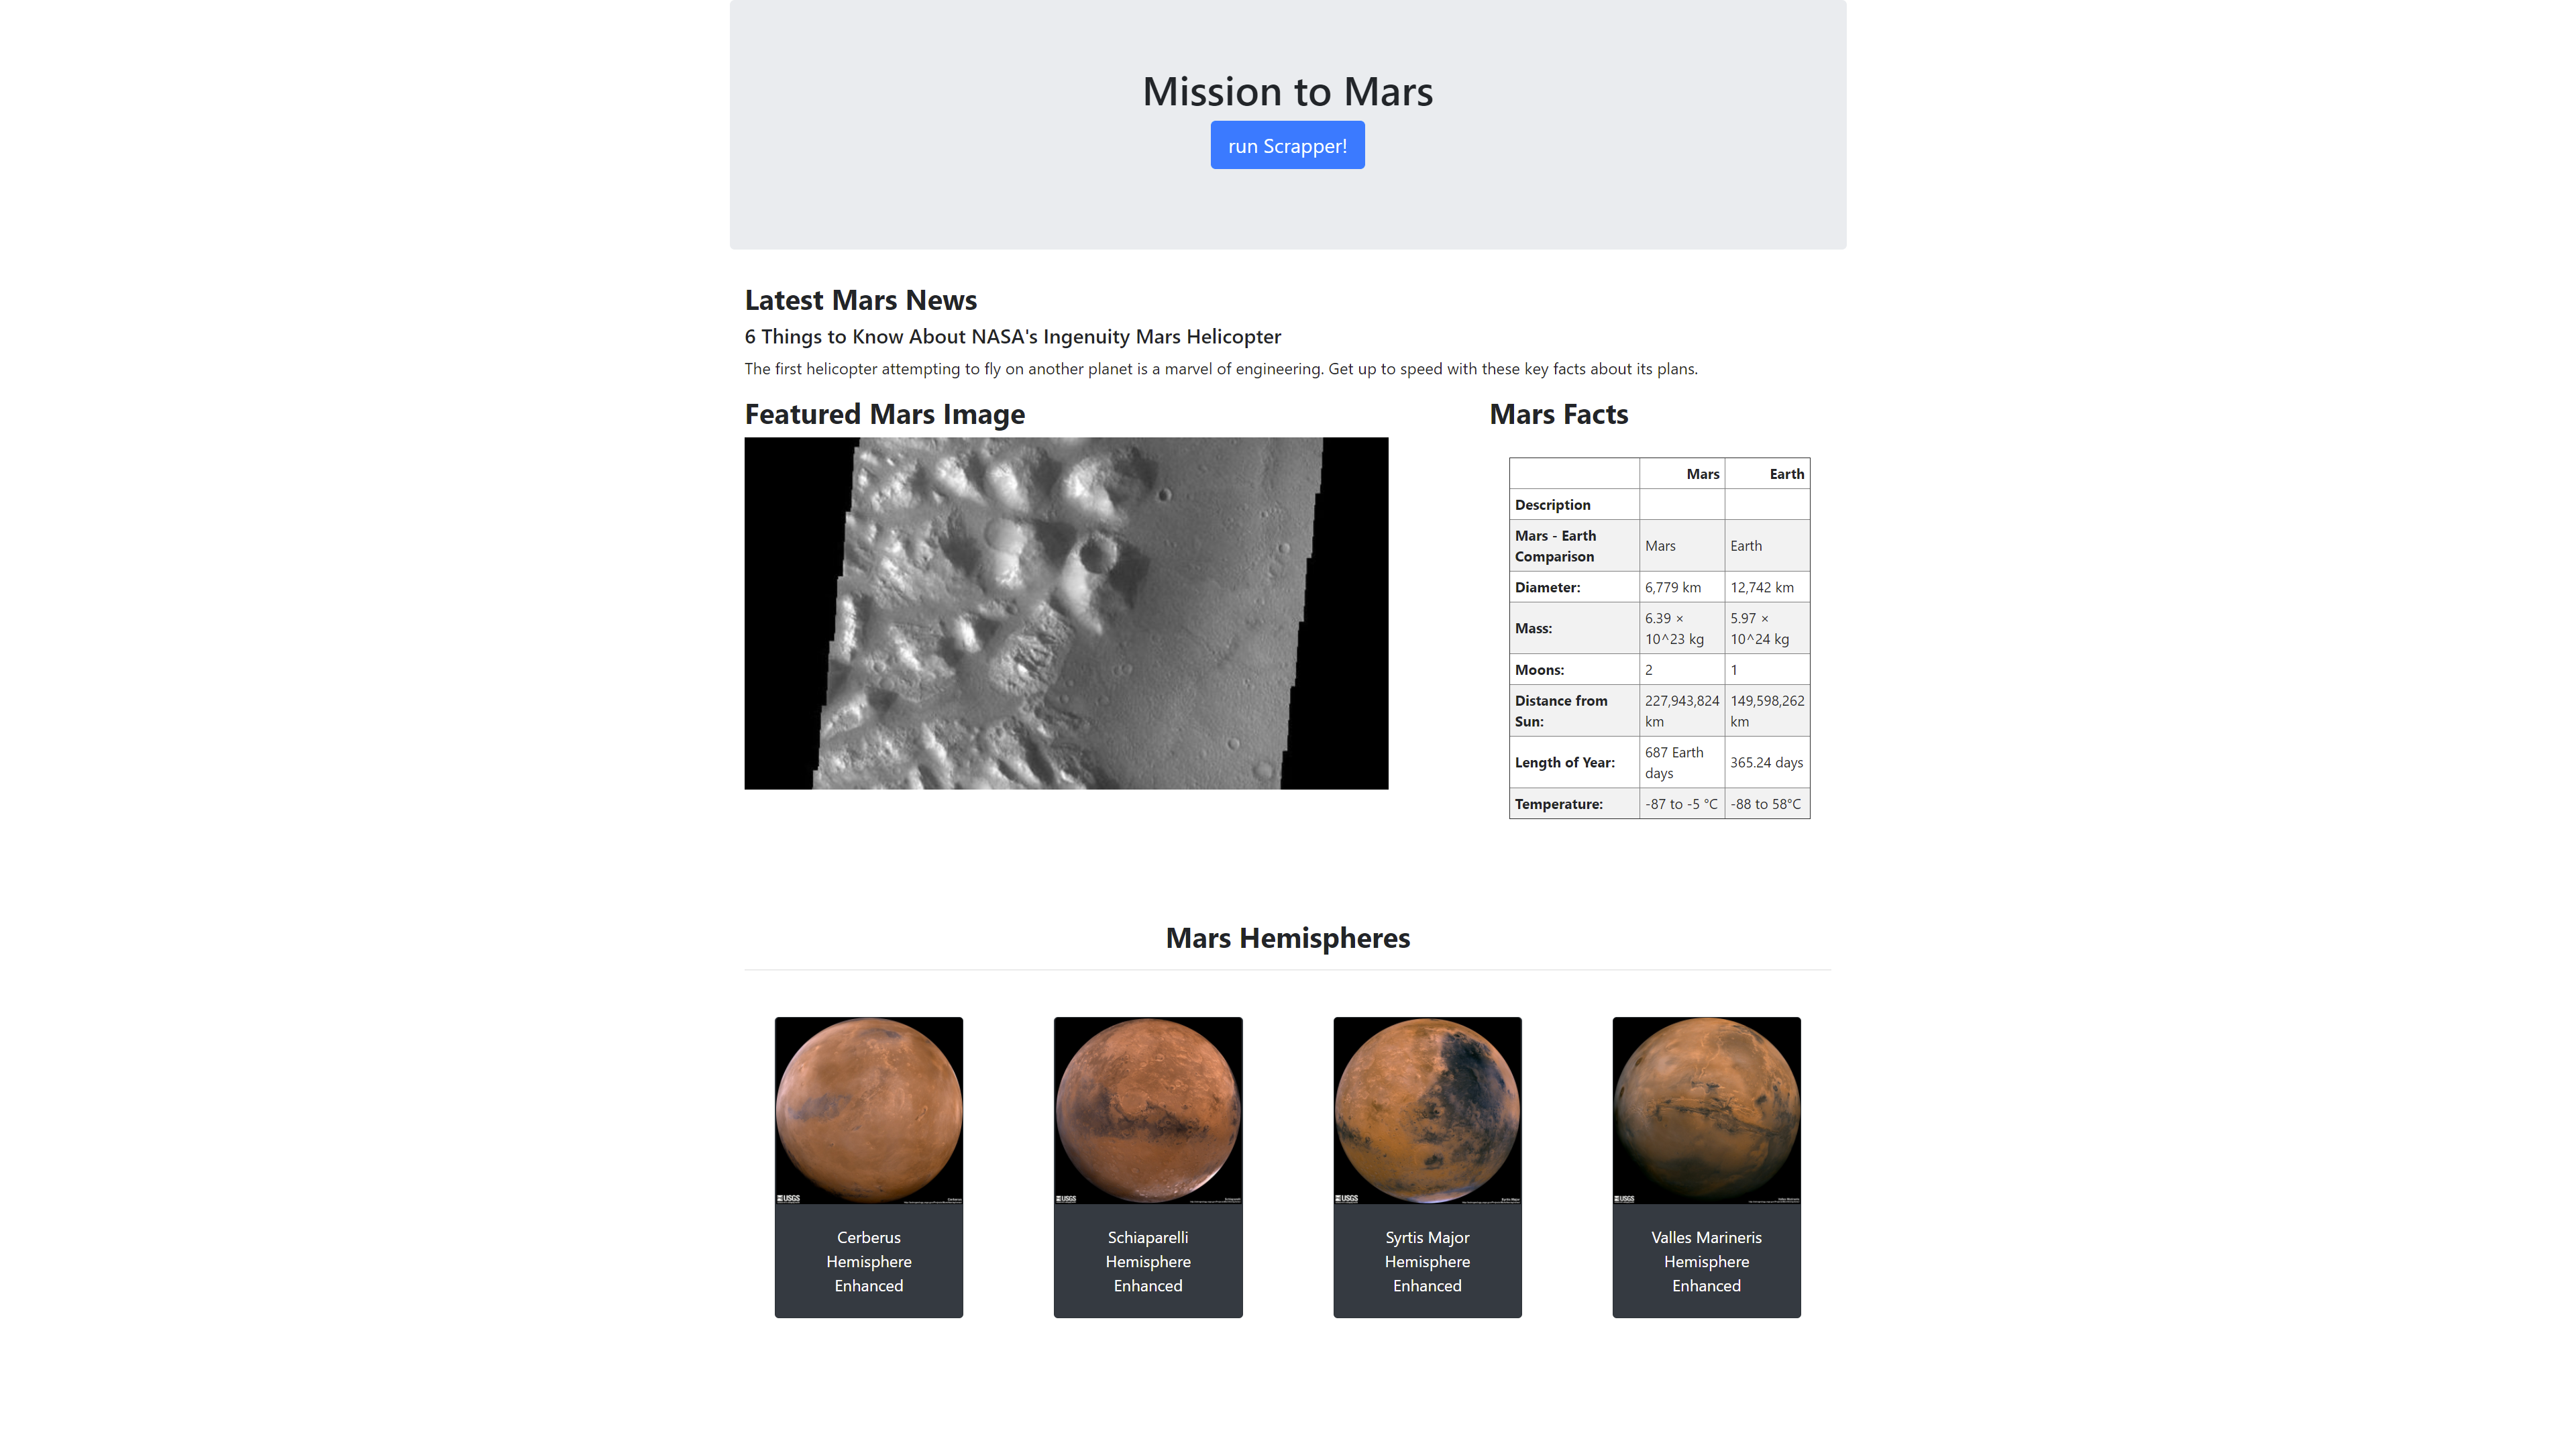 Mission to Mars
run Scrapper!
Latest Mars News
6 Things to Know About NASA's Ingenuity Mars Helicopter
The first helicopter attempting to fly on another planet is a marvel of engineering. Get up to speed with these key facts about its plans.
Featured Mars Image
Mars Facts
Mars Earth
Description
Mars - Earth Comparison Mars Earth
Diameter: 6,779 km 12,742 km
Mass: 6.39 × 10^23 kg 5.97 × 10^24 kg
Moons: 2 1
Distance from Sun: 227,943,824 km 149,598,262 km
Length of Year: 687 Earth days 365.24 days
Temperature: -87 to -5 °C -88 to 58°C
Mars Hemispheres
USGS
USGS
USGS
USGS
Cerberus
Hemisphere
Enhanced
Schiaparelli
Hemisphere
Enhanced
Syrtis Major
Hemisphere
Enhanced
Valles Marineris
Hemisphere
Enhanced